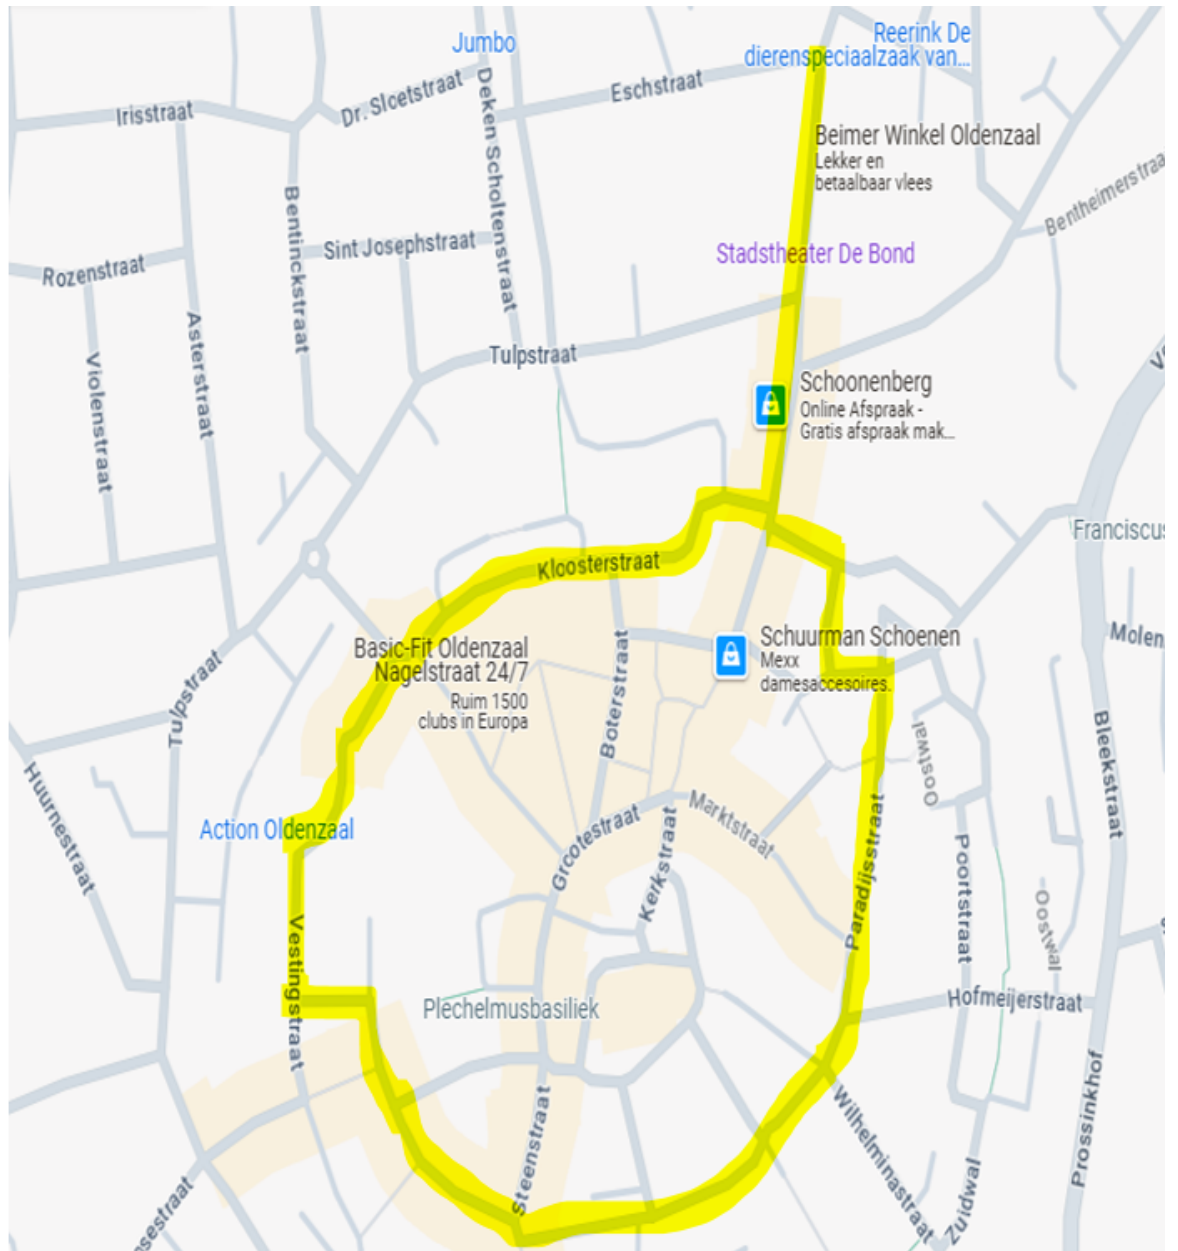 Reerink De
dierenspeciaalzaak van...
Jumbo
Eschstraat
Dr. Sloetstraat
Irisstraat
Deken Scholtenstraat
Beimer Winkel Oldenzaal
Lekker en
betaalbaar vlees
Bentheimerstraa
Bentinckstraat
Sint Josephstraat
Stadstheater De Bond
Rozenstraat
Asterstraat
Violenstraat
Tulpstraat
Schoonenberg
Online Afspraak -
Gratis afspraak mak...
Franciscus
Kloosterstraat
Molen
Schuurman Schoenen
Mexx
damesaccesoires.
Basic-Fit Oldenzaal
Nagelstraat 24/7
Ruim 1500
clubs in Europa
Boterstraat
Tulpstraat
Oostwal
Bleekstraat
Huurnestraat
Action Oldenzaal
Marktstraat
Grotestraat
Kerkstraat
Paradijsstraat
Poortstraat
Oostwal
Vestingstraat
Plechelmusbasiliek
Hofmeijerstraat
Steenstraat
Wilhelminastraat
Prossinkhof
Zuidwal
sestraat